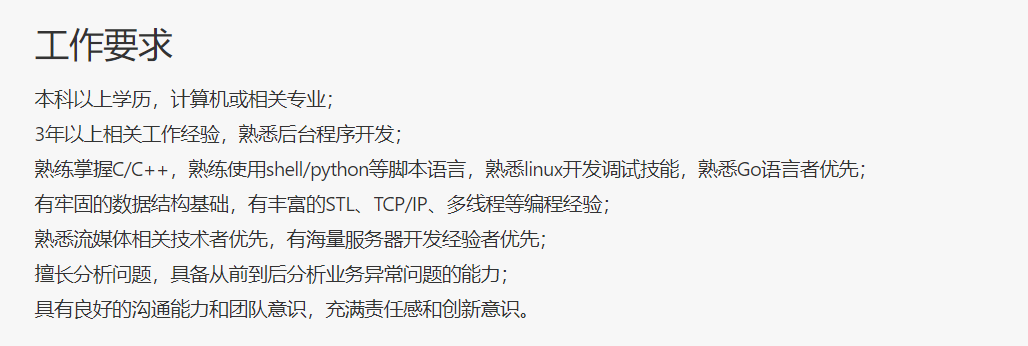 工作要求
本科以上学历，计算机或相关专业；
3年以上相关工作经验，熟悉后台程序开发；
熟练掌握C/C++，熟练使用shell/python等脚本语言，熟悉linux开发调试技能，熟悉Go语言者优先；
有牢固的数据结构基础，有丰富的STL、TCP/IP、多线程等编程经验；
熟悉流媒体相关技术者优先，有海量服务器开发经验者优先；
擅长分析问题，具备从前到后分析业务异常问题的能力；
具有良好的沟通能力和团队意识，充满责任感和创新意识。